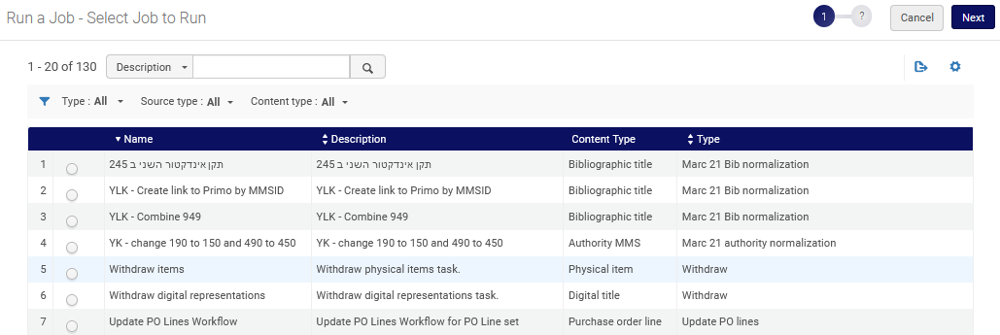 Run a Job - Select Job to Run
1
?
Cancel
Next
1 - 20 of 130
Description
Type : All
Source type : All
Content type : All
Name Description Content Type Type
1 תקן אינדקטור השני ב 245 תקן אינדקטור השני ב 245 Bibliographic title Marc 21 Bib normalization
2 YLK - Create link to Primo by MMSID YLK - Create link to Primo by MMSID Bibliographic title Marc 21 Bib normalization
3 YLK - Combine 949 YLK - Combine 949 Bibliographic title Marc 21 Bib normalization
4 YK - change 190 to 150 and 490 to 450 YK - change 190 to 150 and 490 to 450 Authority MMS Marc 21 authority normalization
5 Withdraw items Withdraw physical items task. Physical item Withdraw
6 Withdraw digital representations Withdraw digital representations task. Digital title Withdraw
7 Update PO Lines Workflow Update PO Lines Workflow for PO Line set Purchase order line Update PO lines